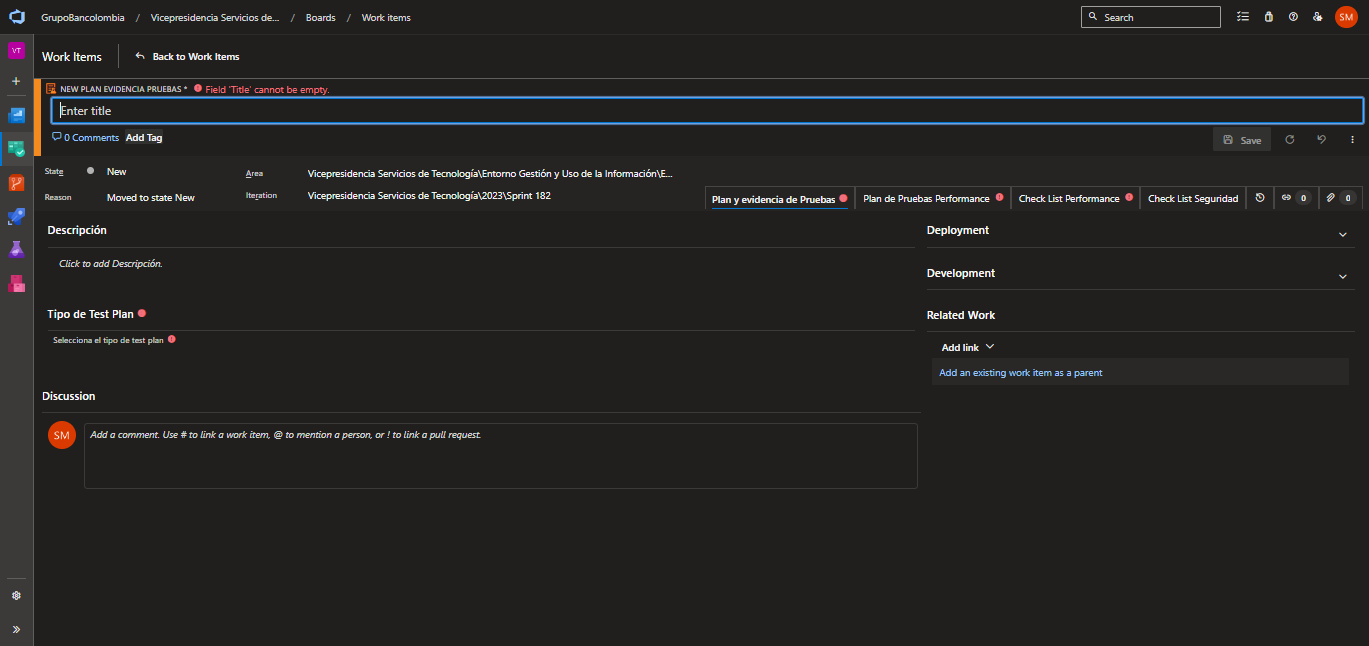 GrupoBancolombia / Vicepresidencia Servicios de... / Boards / Work items
Search
SM
VT
Work Items
Back to Work Items
NEW PLAN EVIDENCIA PRUEBAS * Field 'Title' cannot be empty.
Enter title
0 Comments Add Tag
Save
State New
Area Vicepresidencia Servicios de Tecnología\Entorno Gestión y Uso de la Información\E...
Reason Moved to state New
Iteration Vicepresidencia Servicios de Tecnología\2023\Sprint 182
Plan y evidencia de Pruebas
Plan de Pruebas Performance
Check List Performance
Check List Seguridad
0
0
Descripción
Click to add Descripción.
Tipo de Test Plan
Selecciona el tipo de test plan
Discussion
SM
Add a comment. Use # to link a work item, @ to mention a person, or ! to link a pull request.
Deployment
Development
Related Work
Add link
Add an existing work item as a parent